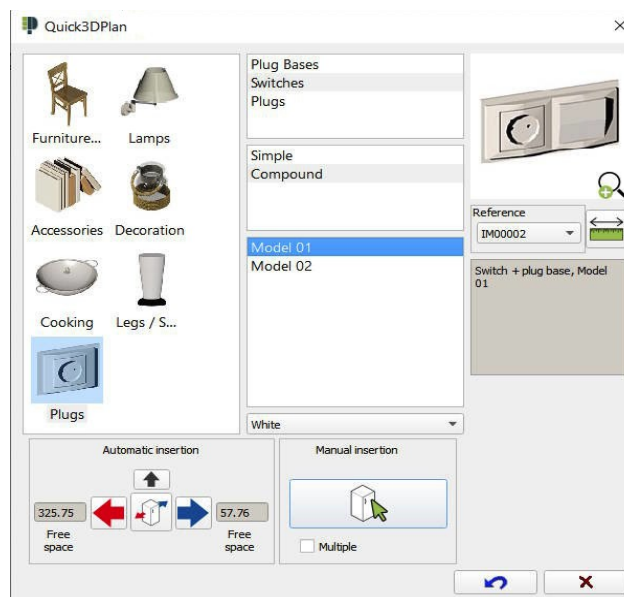 Quick3DPlan
Furniture...
Lamps
Accessories
Decoration
Cooking
Legs / S...
Plugs
Plug Bases
Switches
Plugs
Simple
Compound
Model 01
Model 02
White
Reference
IM00002
Switch + plug base, Model
01
Automatic insertion
325.75
Free
space
57.76
Free
space
Manual insertion
Multiple